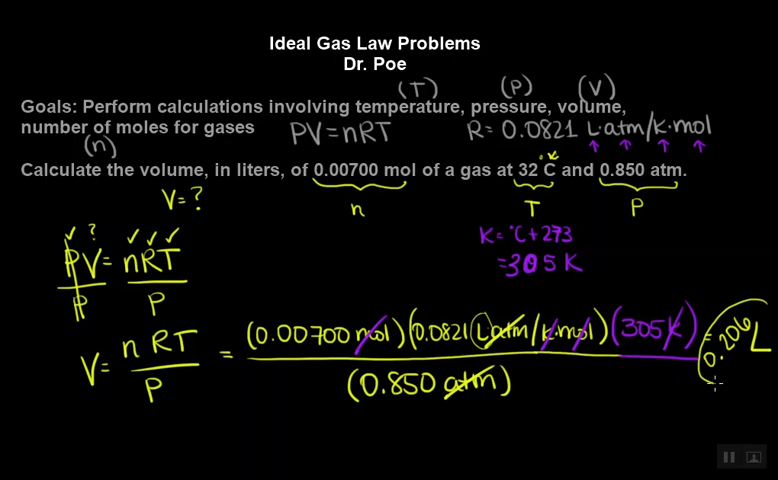 Ideal Gas Law Problems
Dr. Poe
(T) (P) (V)
Goals: Perform calculations involving temperature, pressure, volume,
number of moles for gases PV=nRT R= 0.0821 L·atm/K·mol
(n)
Calculate the volume, in liters, of 0.00700 mol of a gas at 32 °C and 0.850 atm.
V=? n T P
K= °C+273
=305 K
?
PV = nRT
P P
V= nRT/P = (0.00700 mol)(0.0821 L·atm/K·mol)(305K) = 0.206 L
(0.850 atm)